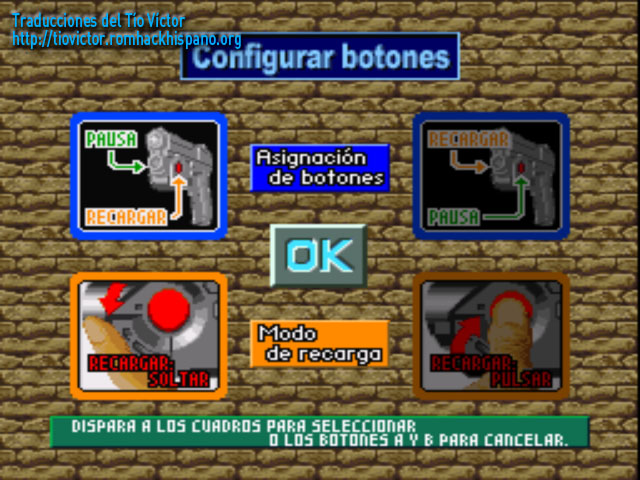 Traducciones del Tio Victor
http://tiovictor.romhackhispano.org
Configurar botones
PAUSA
RECARGAR
Asignación
de botones
RECARGAR
PAUSA
OK
RECARGAR:
SOLTAR
Modo
de recarga
RECARGAR:
PULSAR
DISPARA A LOS CUADROS PARA SELECCIONAR
O LOS BOTONES A Y B PARA CANCELAR.